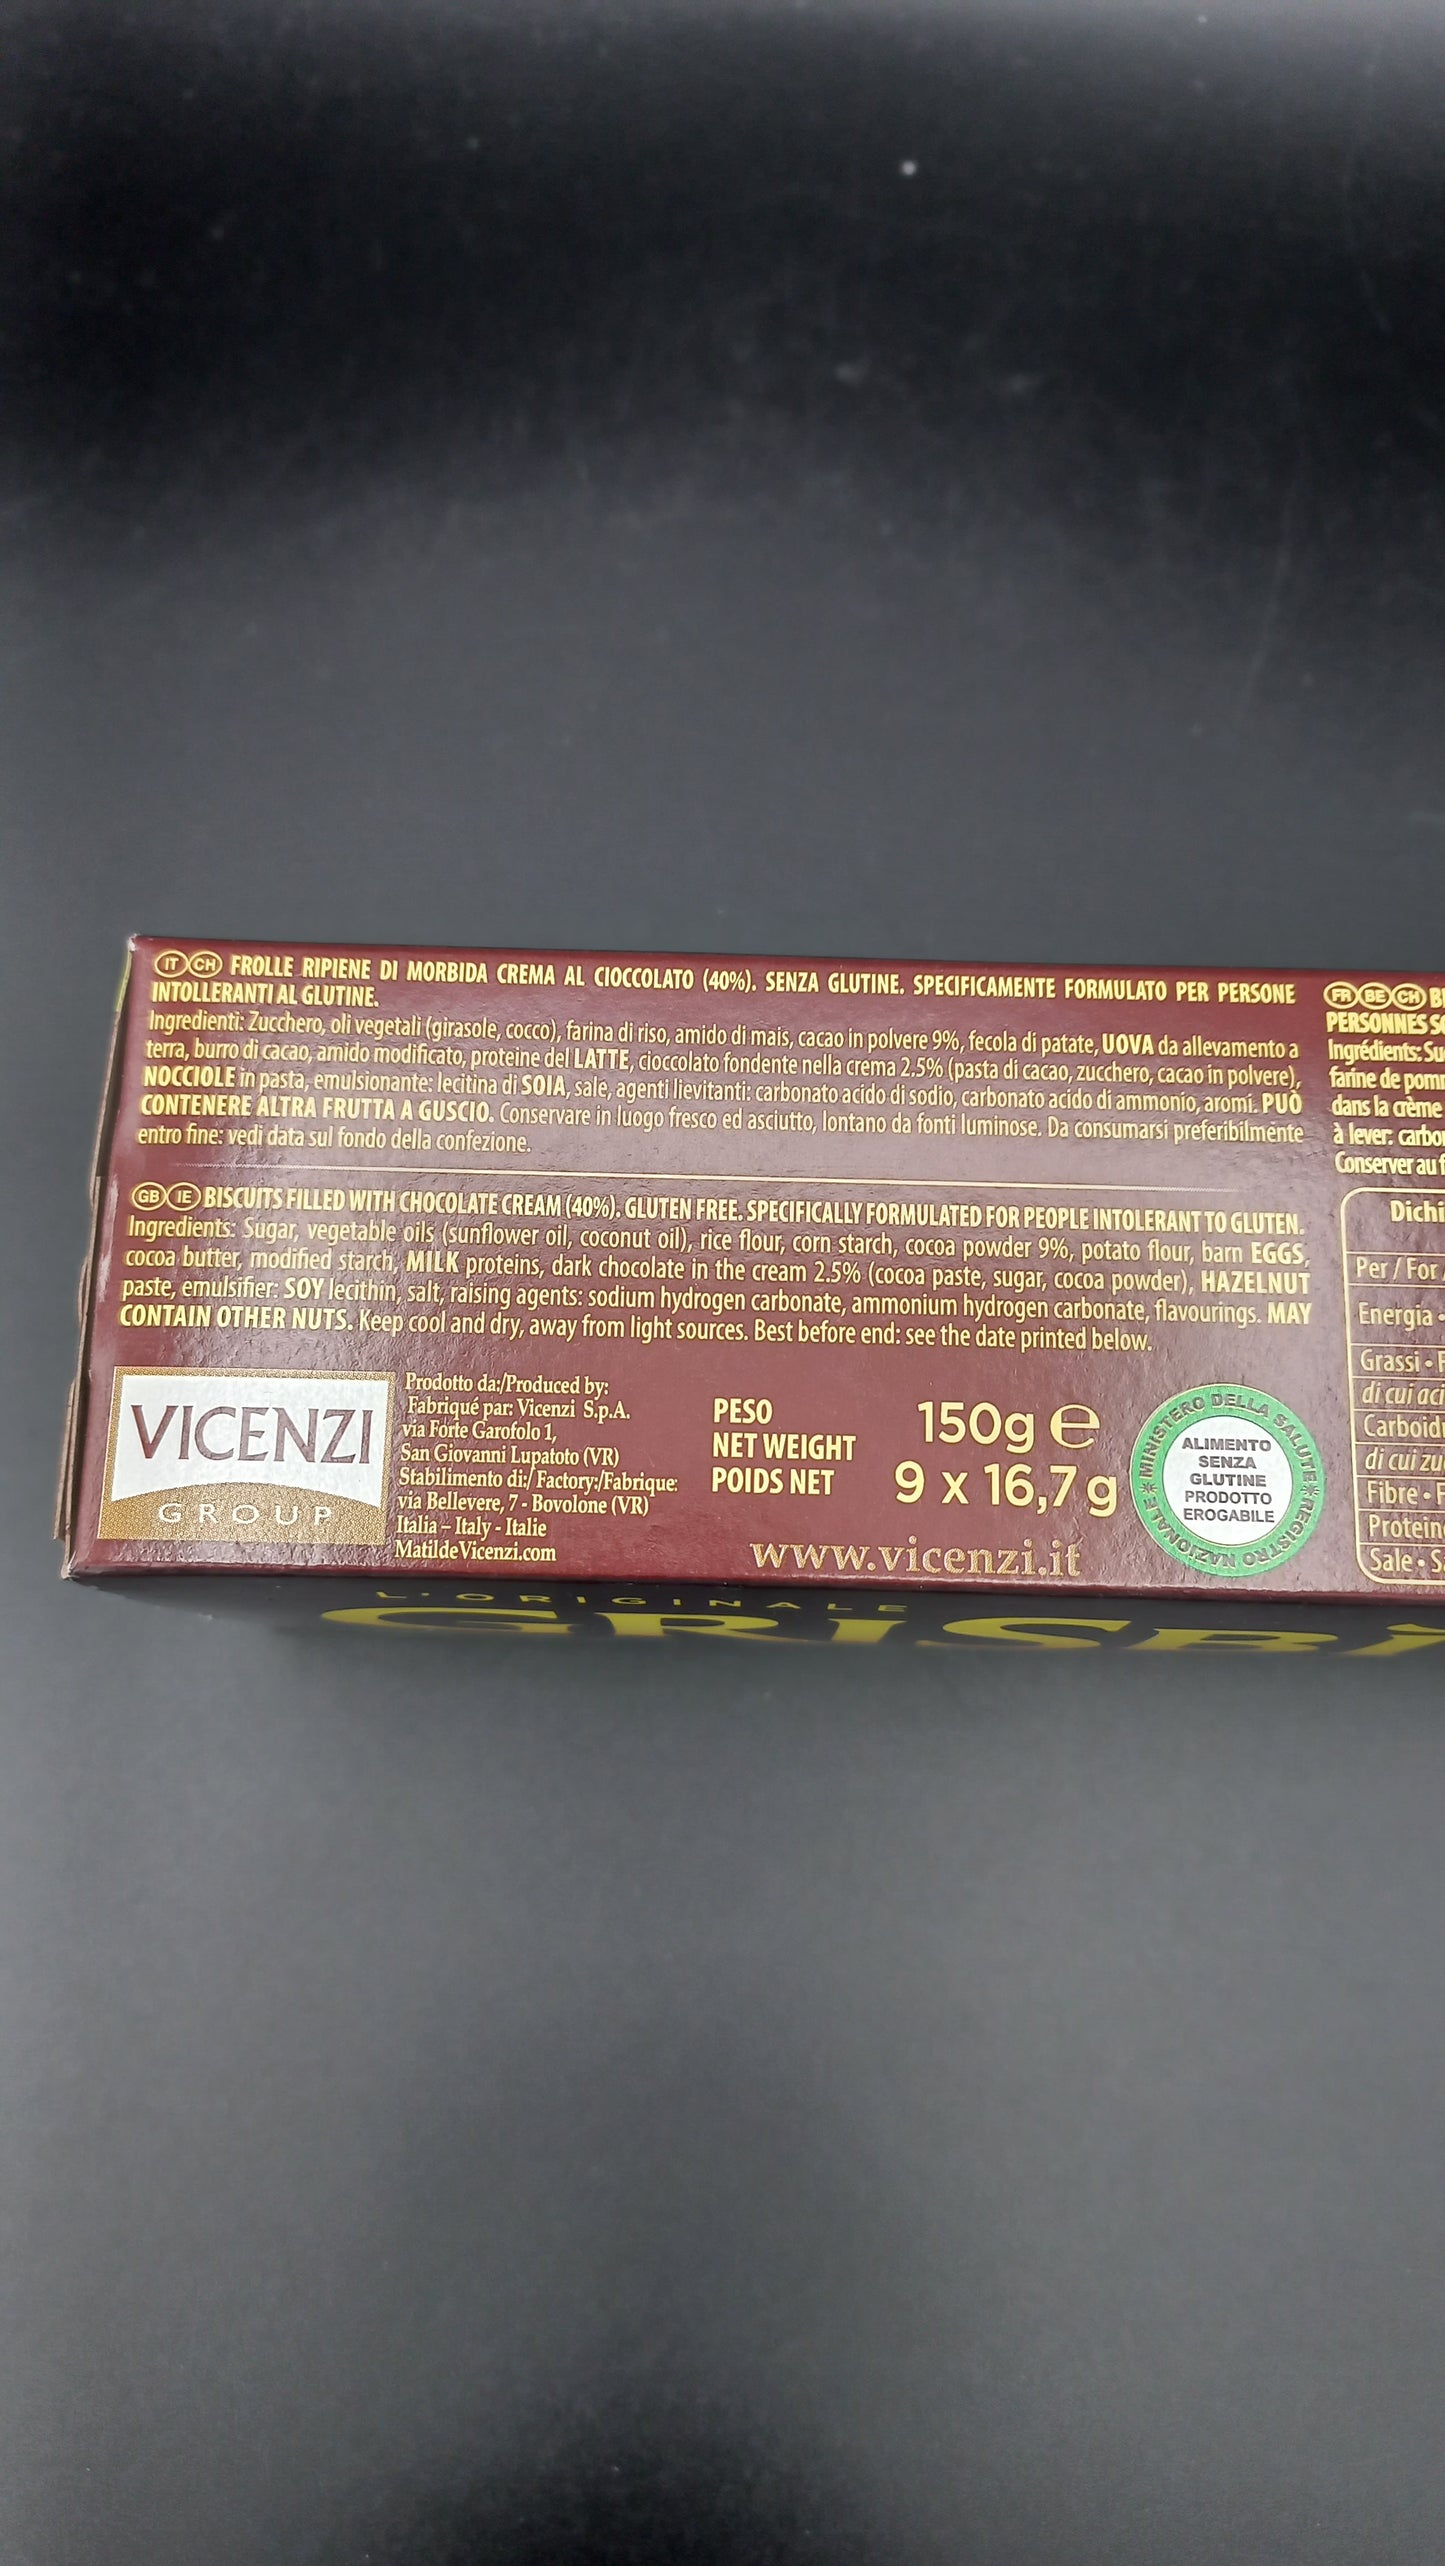 IT CH FROLLE RIPIENE DI MORBIDA CREMA AL CIOCCOLATO (40%). SENZA GLUTINE. SPECIFICAMENTE FORMULATO PER PERSONE
INTOLLERANTI AL GLUTINE.
Ingredienti: Zucchero, oli vegetali (girasole, cocco), farina di riso, amido di mais, cacao in polvere 9%, fecola di patate, UOVA da allevamento a
terra, burro di cacao, amido modificato, proteine del LATTE, cioccolato fondente nella crema 2.5% (pasta di cacao, zucchero, cacao in polvere),
NOCCIOLE in pasta, emulsionante: lecitina di SOIA, sale, agenti lievitanti: carbonato acido di sodio, carbonato acido di ammonio, aromi. PUÒ
CONTENERE ALTRA FRUTTA A GUSCIO. Conservare in luogo fresco ed asciutto, lontano da fonti luminose. Da consumarsi preferibilmente
entro fine: vedi data sul fondo della confezione.
GB IE BISCUITS FILLED WITH CHOCOLATE CREAM (40%). GLUTEN FREE. SPECIFICALLY FORMULATED FOR PEOPLE INTOLERANT TO GLUTEN.
Ingredients: Sugar, vegetable oils (sunflower oil, coconut oil), rice flour, corn starch, cocoa powder 9%, potato flour, barn EGGS,
cocoa butter, modified starch, MILK proteins, dark chocolate in the cream 2.5% (cocoa paste, sugar, cocoa powder), HAZELNUT
paste, emulsifier: SOY lecithin, salt, raising agents: sodium hydrogen carbonate, ammonium hydrogen carbonate, flavourings. MAY
CONTAIN OTHER NUTS. Keep cool and dry, away from light sources. Best before end: see the date printed below.
VICENZI
GROUP
Prodotto da:/Produced by:
Fabriqué par: Vicenzi S.p.A.
via Forte Garofolo 1,
San Giovanni Lupatoto (VR)
Stabilimento di:/Factory:/Fabrique:
via Bellevere, 7 - Bovolone (VR)
Italia – Italy - Italie
MatildeVicenzi.com
PESO
NET WEIGHT
POIDS NET
150g e
9 x 16,7 g
www.vicenzi.it
MINISTERO DELLA SALUTE * REGISTRO NAZIONALE *
ALIMENTO
SENZA
GLUTINE
PRODOTTO
EROGABILE
FR BE CH
PERSONNES
Ingrédients:
farine de
dans la crème
à lever:
Conserver au
Per / For
Energia
Grassi
di cui
Fibre
Sale
L'ORIGINALE
GRISBÌ